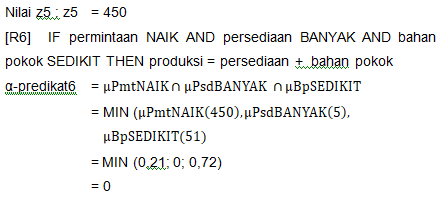 Nilai z5 : z5 = 450
[R6] IF permintaan NAIK AND persediaan BANYAK AND bahan
pokok SEDIKIT THEN produksi = persediaan + bahan pokok
α-predikat6 = µPmtNAIK∩ µPsdBANYAK ∩ µBpSEDIKIT
= MIN (µPmtNAIK(450),µPsdBANYAK(5),
µBpSEDIKIT(51)
= MIN (0,21; 0; 0,72)
= 0